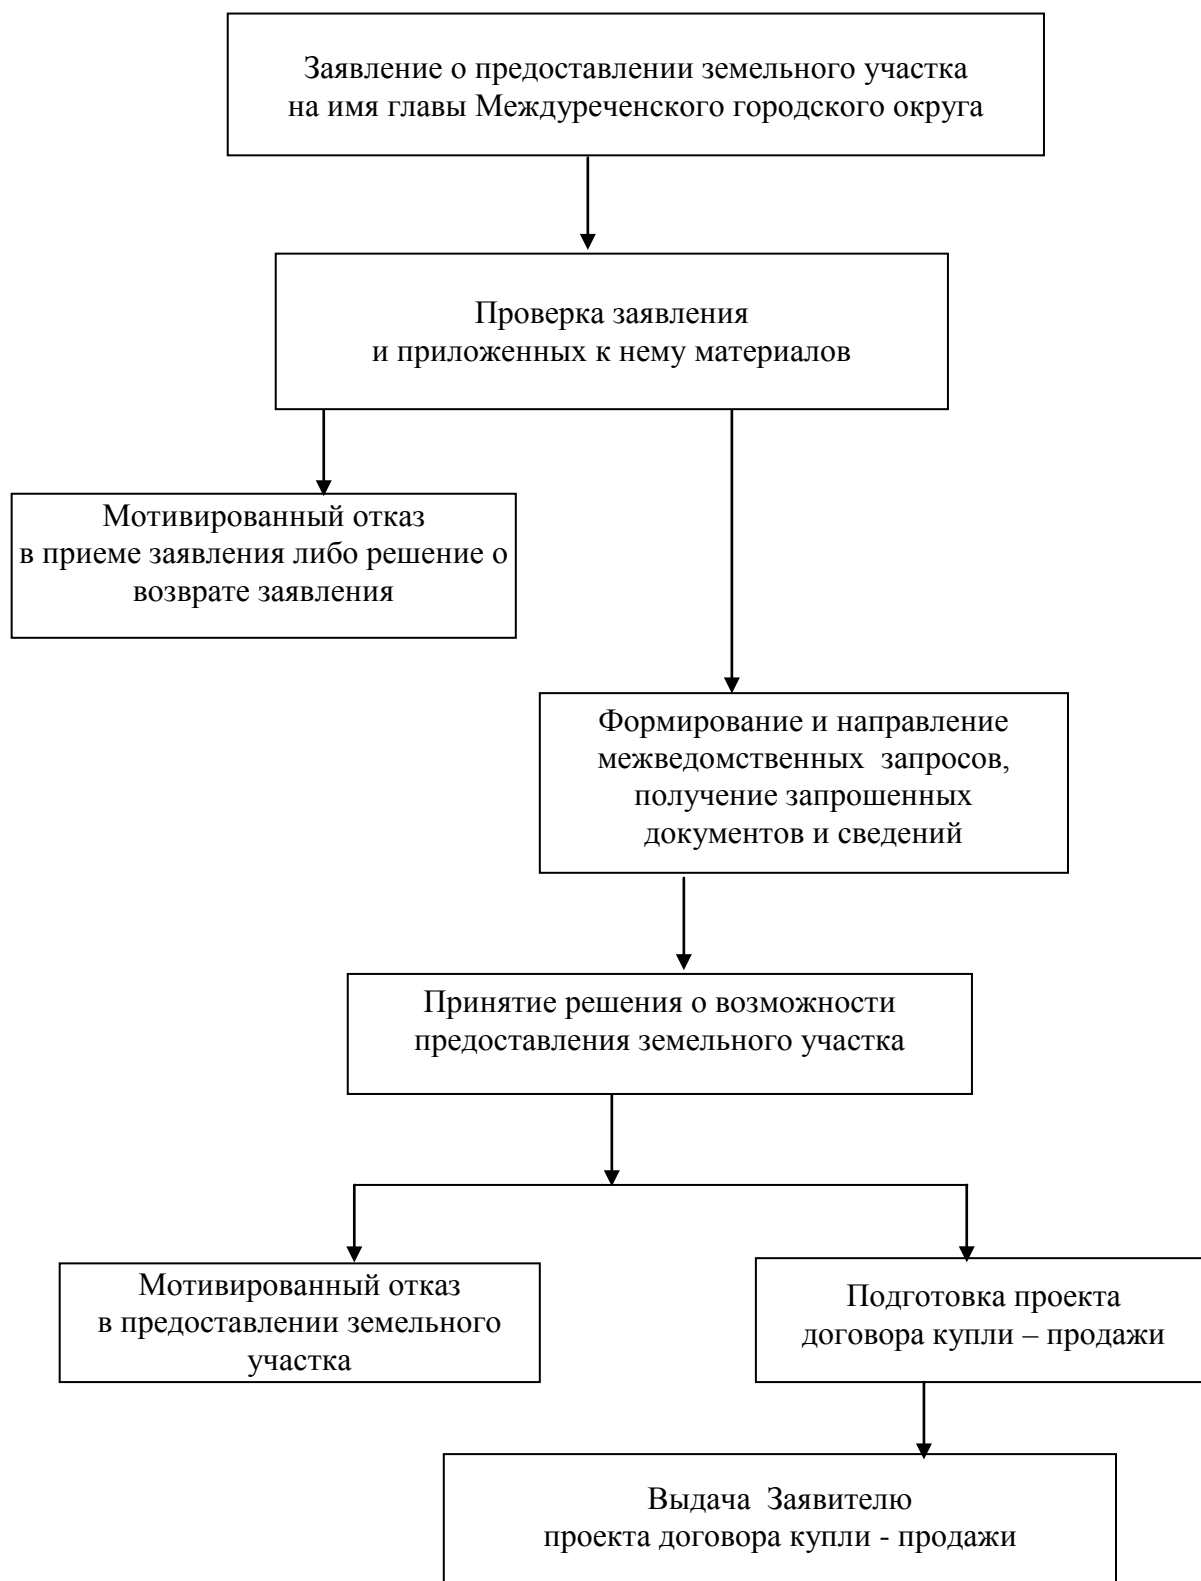 Заявление о предоставлении земельного участка
на имя главы Междуреченского городского округа
Проверка заявления
и приложенных к нему материалов
Мотивированный отказ
в приеме заявления либо решение о
возврате заявления
Формирование и направление
межведомственных  запросов,
получение запрошенных
документов и сведений
Принятие решения о возможности
предоставления земельного участка
Мотивированный отказ
в предоставлении земельного
участка
Подготовка проекта
договора купли – продажи
Выдача  Заявителю
проекта договора купли - продажи